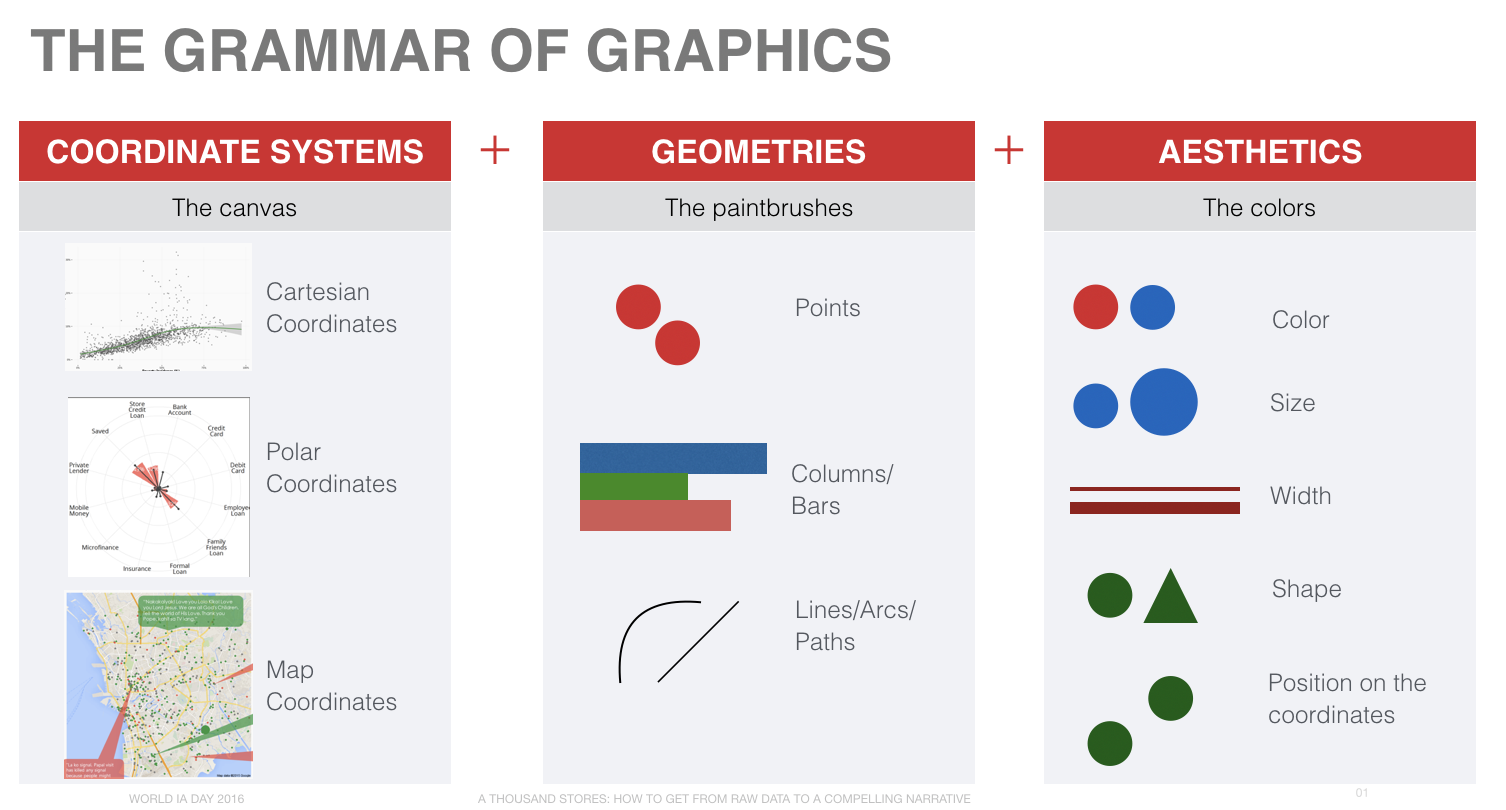 THE GRAMMAR OF GRAPHICS
COORDINATE SYSTEMS
+
GEOMETRIES
+
AESTHETICS
The canvas
The paintbrushes
The colors
Cartesian
Coordinates
Store
Credit
Loan
Bank
Account
Credit
Card
Debit
Card
Employer
Loan
Family
Friends
Loan
Formal
Loan
Insurance
Microfinance
Mobile
Money
Private
Lender
Saved
Polar
Coordinates
Map
Coordinates
Points
Columns/
Bars
Lines/Arcs/
Paths
Color
Size
Width
Shape
Position on the
coordinates
WORLD IA DAY 2016
A THOUSAND STORES: HOW TO GET FROM RAW DATA TO A COMPELLING NARRATIVE
01